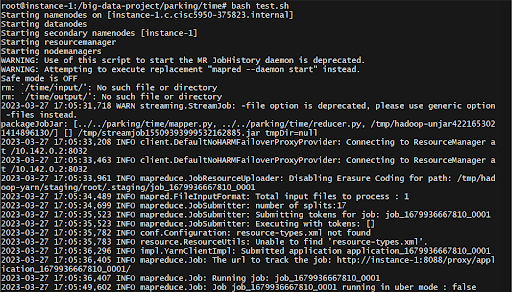 root@instance-1:/big-data-project/parking/time# bash test.sh
Starting namenodes on [instance-1.c.cisc5950-375823.internal]
Starting datanodes
Starting secondary namenodes [instance-1]
Starting resourcemanager
Starting nodemanagers
WARNING: Use of this script to start the MR JobHistory daemon is deprecated.
WARNING: Attempting to execute replacement "mapred --daemon start" instead.
Safe mode is OFF
rm: `/time/input/': No such file or directory
rm: `/time/output/': No such file or directory
2023-03-27 17:05:31,718 WARN streaming.StreamJob: -file option is deprecated, please use generic option
-files instead.
packageJobJar: [../../parking/time/mapper.py, ../../parking/time/reducer.py, /tmp/hadoop-unjar422165302
1414896130/] [] /tmp/streamjob15509939999532162885.jar tmpDir=null
2023-03-27 17:05:33,208 INFO client.DefaultNoHARMFailoverProxyProvider: Connecting to ResourceManager a
t /10.142.0.2:8032
2023-03-27 17:05:33,463 INFO client.DefaultNoHARMFailoverProxyProvider: Connecting to ResourceManager a
t /10.142.0.2:8032
2023-03-27 17:05:33,961 INFO mapreduce.JobResourceUploader: Disabling Erasure Coding for path: /tmp/had
oop-yarn/staging/root/.staging/job_1679936667810_0001
2023-03-27 17:05:34,489 INFO mapred.FileInputFormat: Total input files to process : 1
2023-03-27 17:05:34,699 INFO mapreduce.JobSubmitter: number of splits:17
2023-03-27 17:05:35,523 INFO mapreduce.JobSubmitter: Submitting tokens for job: job_1679936667810_0001
2023-03-27 17:05:35,523 INFO mapreduce.JobSubmitter: Executing with tokens: []
2023-03-27 17:05:35,782 INFO conf.Configuration: resource-types.xml not found
2023-03-27 17:05:35,783 INFO resource.ResourceUtils: Unable to find 'resource-types.xml'.
2023-03-27 17:05:36,296 INFO impl.YarnClientImpl: Submitted application application_1679936667810_0001
2023-03-27 17:05:36,405 INFO mapreduce.Job: The url to track the job: http://instance-1:8088/proxy/appl
ication_1679936667810_0001/
2023-03-27 17:05:36,407 INFO mapreduce.Job: Running job: job_1679936667810_0001
2023-03-27 17:05:49,602 INFO mapreduce.Job: Job job_1679936667810_0001 running in uber mode : false